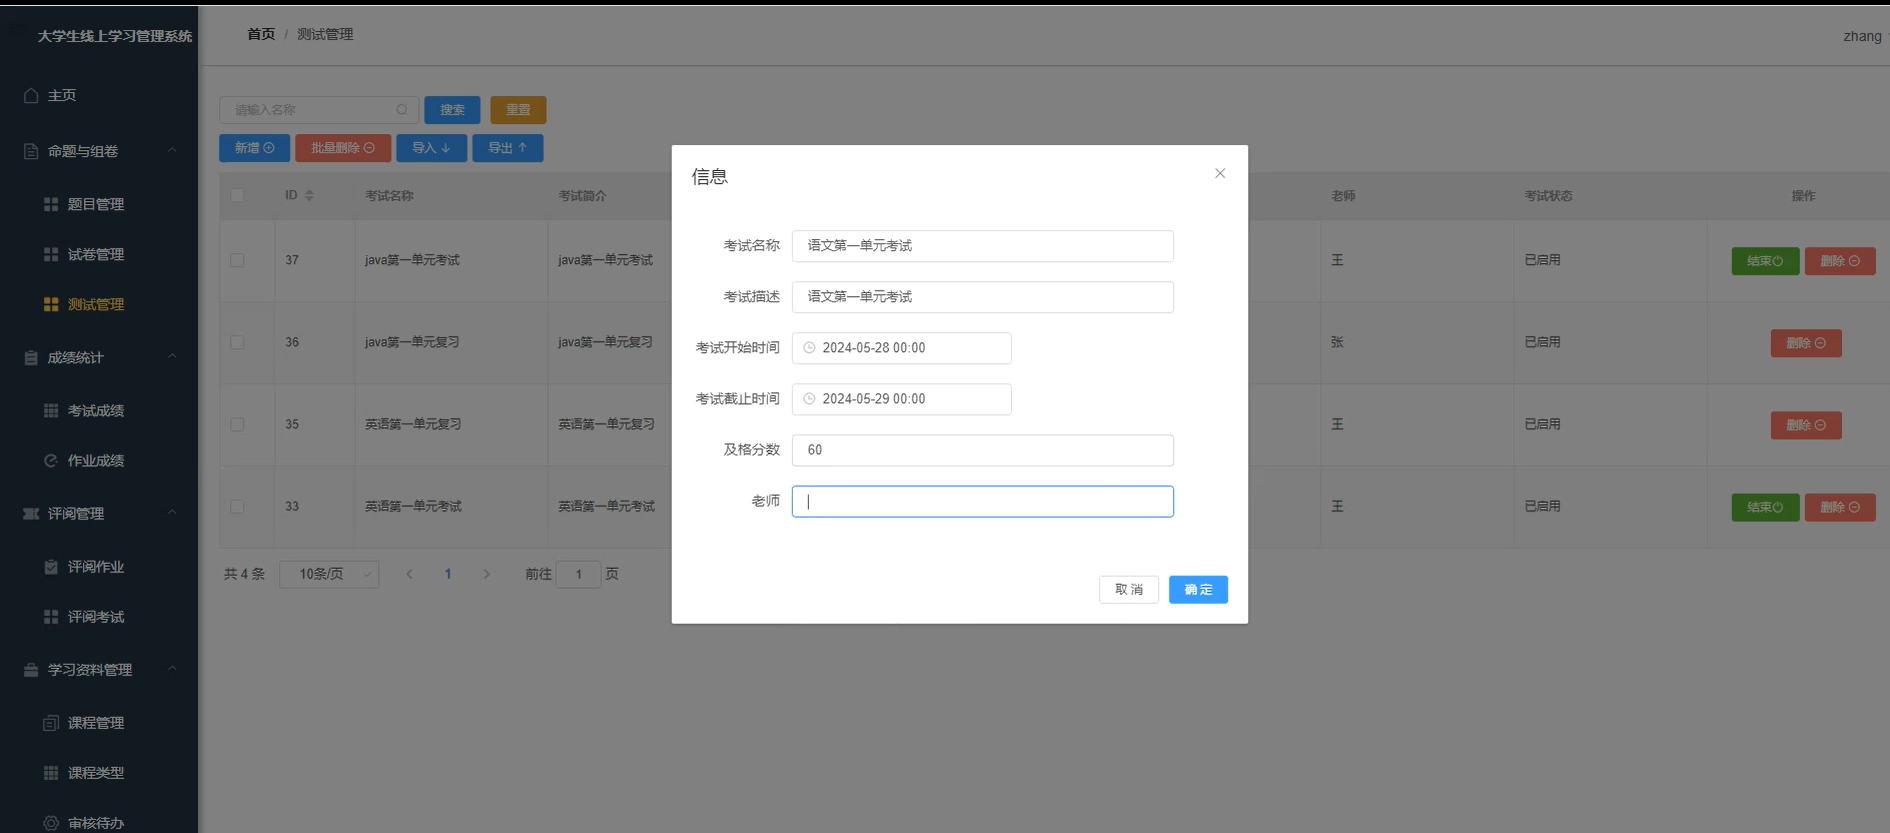 大学生线上学习管理系统
首页 / 测试管理
zhang
主页
命题与组卷
题目管理
试卷管理
测试管理
成绩统计
考试成绩
作业成绩
评阅管理
评阅作业
评阅考试
学习资料管理
课程管理
课程类型
审核待办
请输入名称
搜索
重置
新增
批量删除
导入
导出
ID 考试名称 考试简介 老师 考试状态 操作
37 java第一单元考试 java第一单元考试 王 已启用 结束 删除
36 java第一单元复习 java第一单元复习 张 已启用 删除
35 英语第一单元复习 英语第一单元复习 王 已启用 删除
33 英语第一单元考试 英语第一单元考试 王 已启用 结束 删除
共 4 条 10条/页 1 前往 1 页
信息
考试名称 语文第一单元考试
考试描述 语文第一单元考试
考试开始时间 2024-05-28 00:00
考试截止时间 2024-05-29 00:00
及格分数 60
老师
取 消 确 定